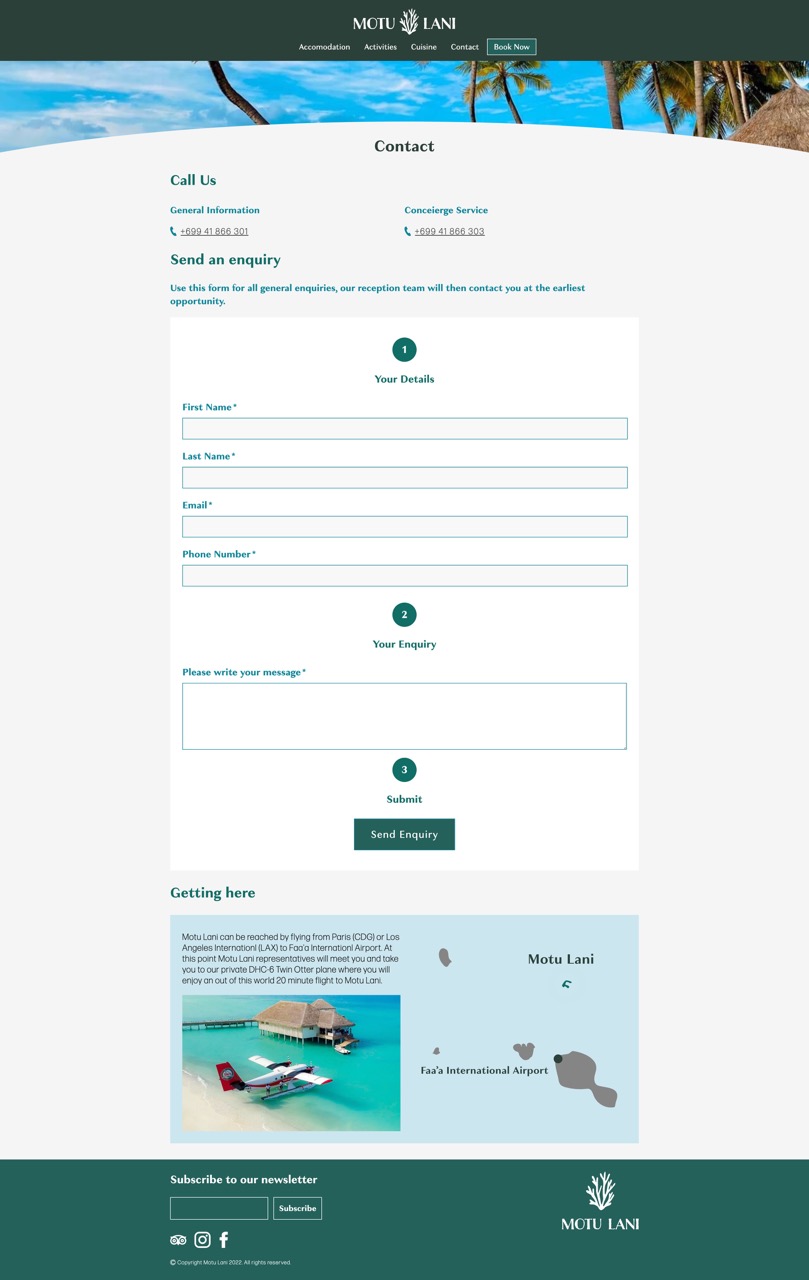 MOTU LANI
Accomodation Activities Cuisine Contact Book Now
Contact
Call Us
General Information
+699 41 866 301
Conceierge Service
+699 41 866 303
Send an enquiry
Use this form for all general enquiries, our reception team will then contact you at the earliest
opportunity.
1
Your Details
First Name*
Last Name*
Email*
Phone Number*
2
Your Enquiry
Please write your message*
3
Submit
Send Enquiry
Getting here
Motu Lani can be reached by flying from Paris (CDG) or Los
Angeles Internationl (LAX) to Faa'a Internationl Airport. At
this point Motu Lani representatives will meet you and take
you to our private DHC-6 Twin Otter plane where you will
enjoy an out of this world 20 minute flight to Motu Lani.
Motu Lani
Faa'a International Airport
Subscribe to our newsletter
Subscribe
© Copyright Motu Lani 2022. All rights reserved.
MOTU LANI